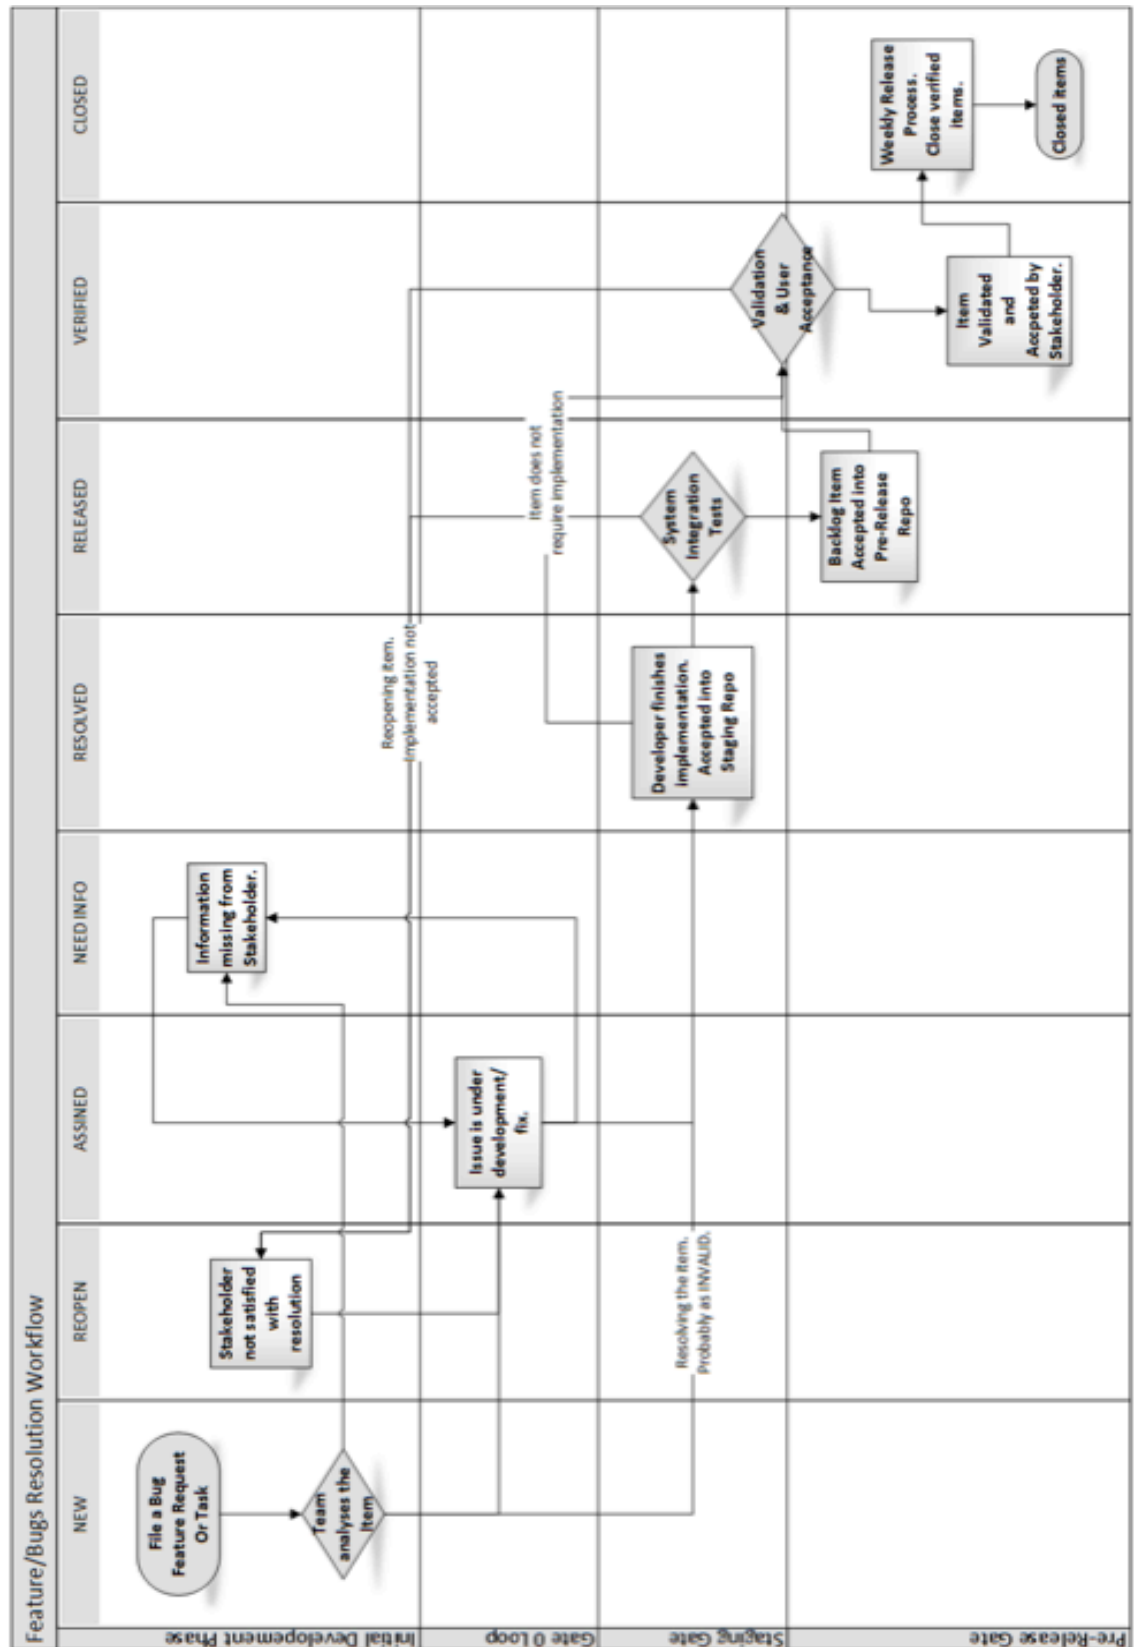 Feature/Bugs Resolution Workflow
NEW
REOPEN
ASSINED
NEED INFO
RESOLVED
RELEASED
VERIFIED
CLOSED
Initial Developement Phase
File a Bug
Feature Request
Or Task
Team
analyses the
item
Stakeholder
not satisfied
with
resolution
Information
missing from
Stakeholder.
Reopening item.
Implementation not
accepted
Gate 0 Loop
Issue is under
development/
fix.
Item does not
require implementation
Staging Gate
Resolving the item.
Probably as INVALID.
Developer finishes
implementation.
Accepted into
Staging Repo
System
Integration
Tests
Validation
& User
Acceptance
Pre-Release Gate
Backlog Item
Accepted into
Pre-Release
Repo
Item
Validated
and
Accpeted by
Stakeholder.
Weekly Release
Process.
Close verified
items.
Closed items